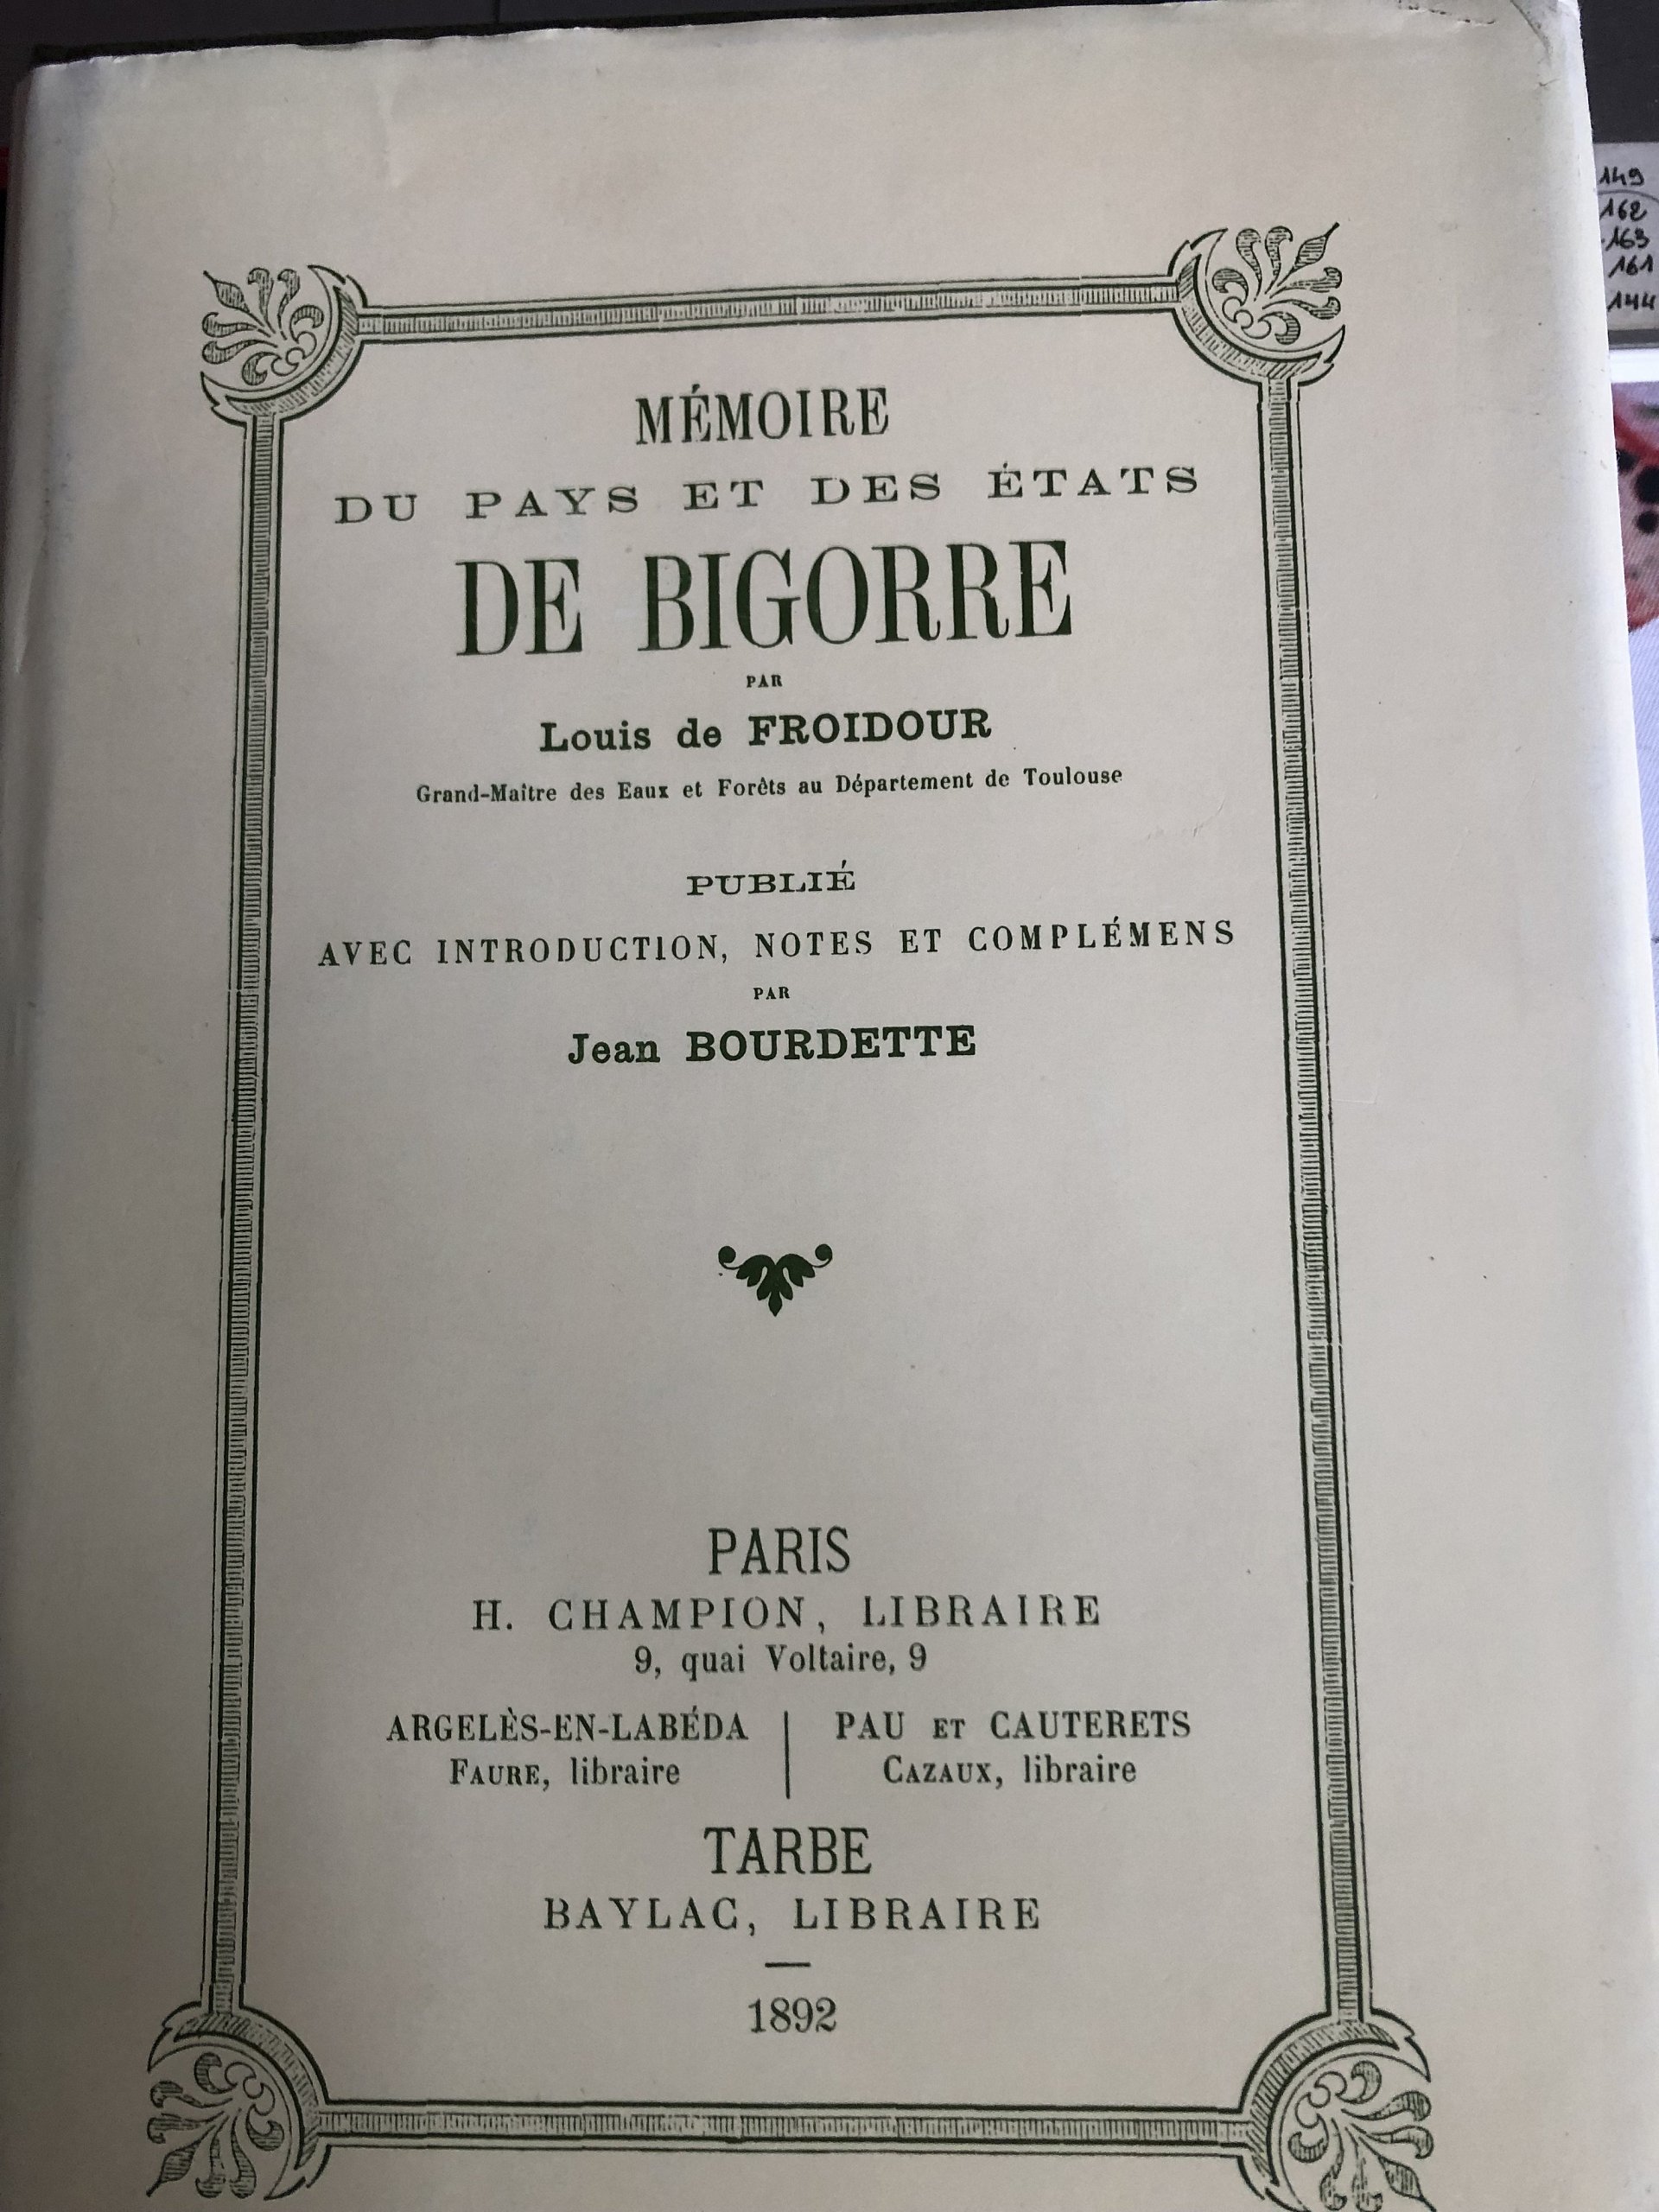 MÉMOIRE
DU PAYS ET DES ÉTATS
DE BIGORRE
PAR
Louis de FROIDOUR
Grand-Maître des Eaux et Forêts au Département de Toulouse
PUBLIÉ
AVEC INTRODUCTION, NOTES ET COMPLÉMENS
PAR
Jean BOURDETTE
PARIS
H. CHAMPION, LIBRAIRE
9, quai Voltaire, 9
ARGELÈS-EN-LABÉDA
FAURE, libraire
PAU ET CAUTERETS
CAZAUX, libraire
TARBE
BAYLAC, LIBRAIRE
1892
149
162
163
161
144